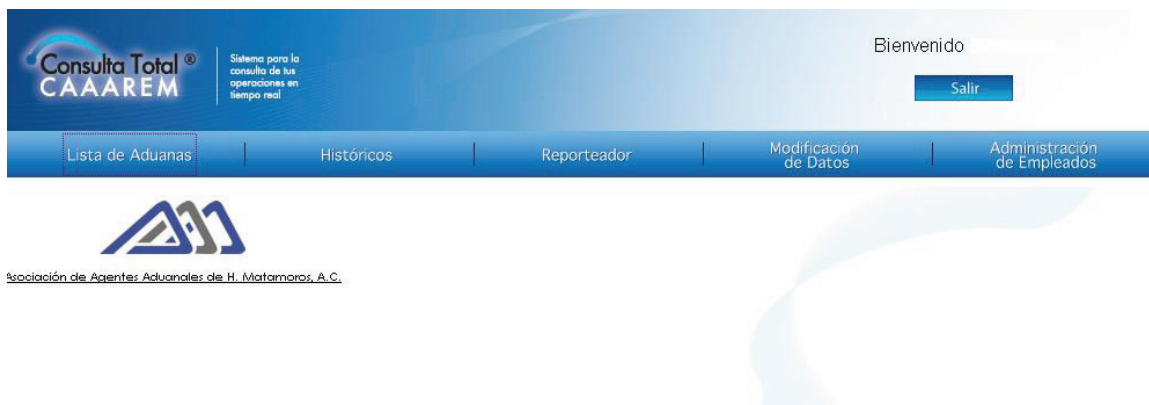 Consulta Total ®
CAAAREM
Sistema para la
consulta de tus
operaciones en
tiempo real
Bienvenido
Salir
Lista de Aduanas
Históricos
Reporteador
Modificación
de Datos
Administración
de Empleados
Asociación de Agentes Aduanales de H. Matamoros, A.C.